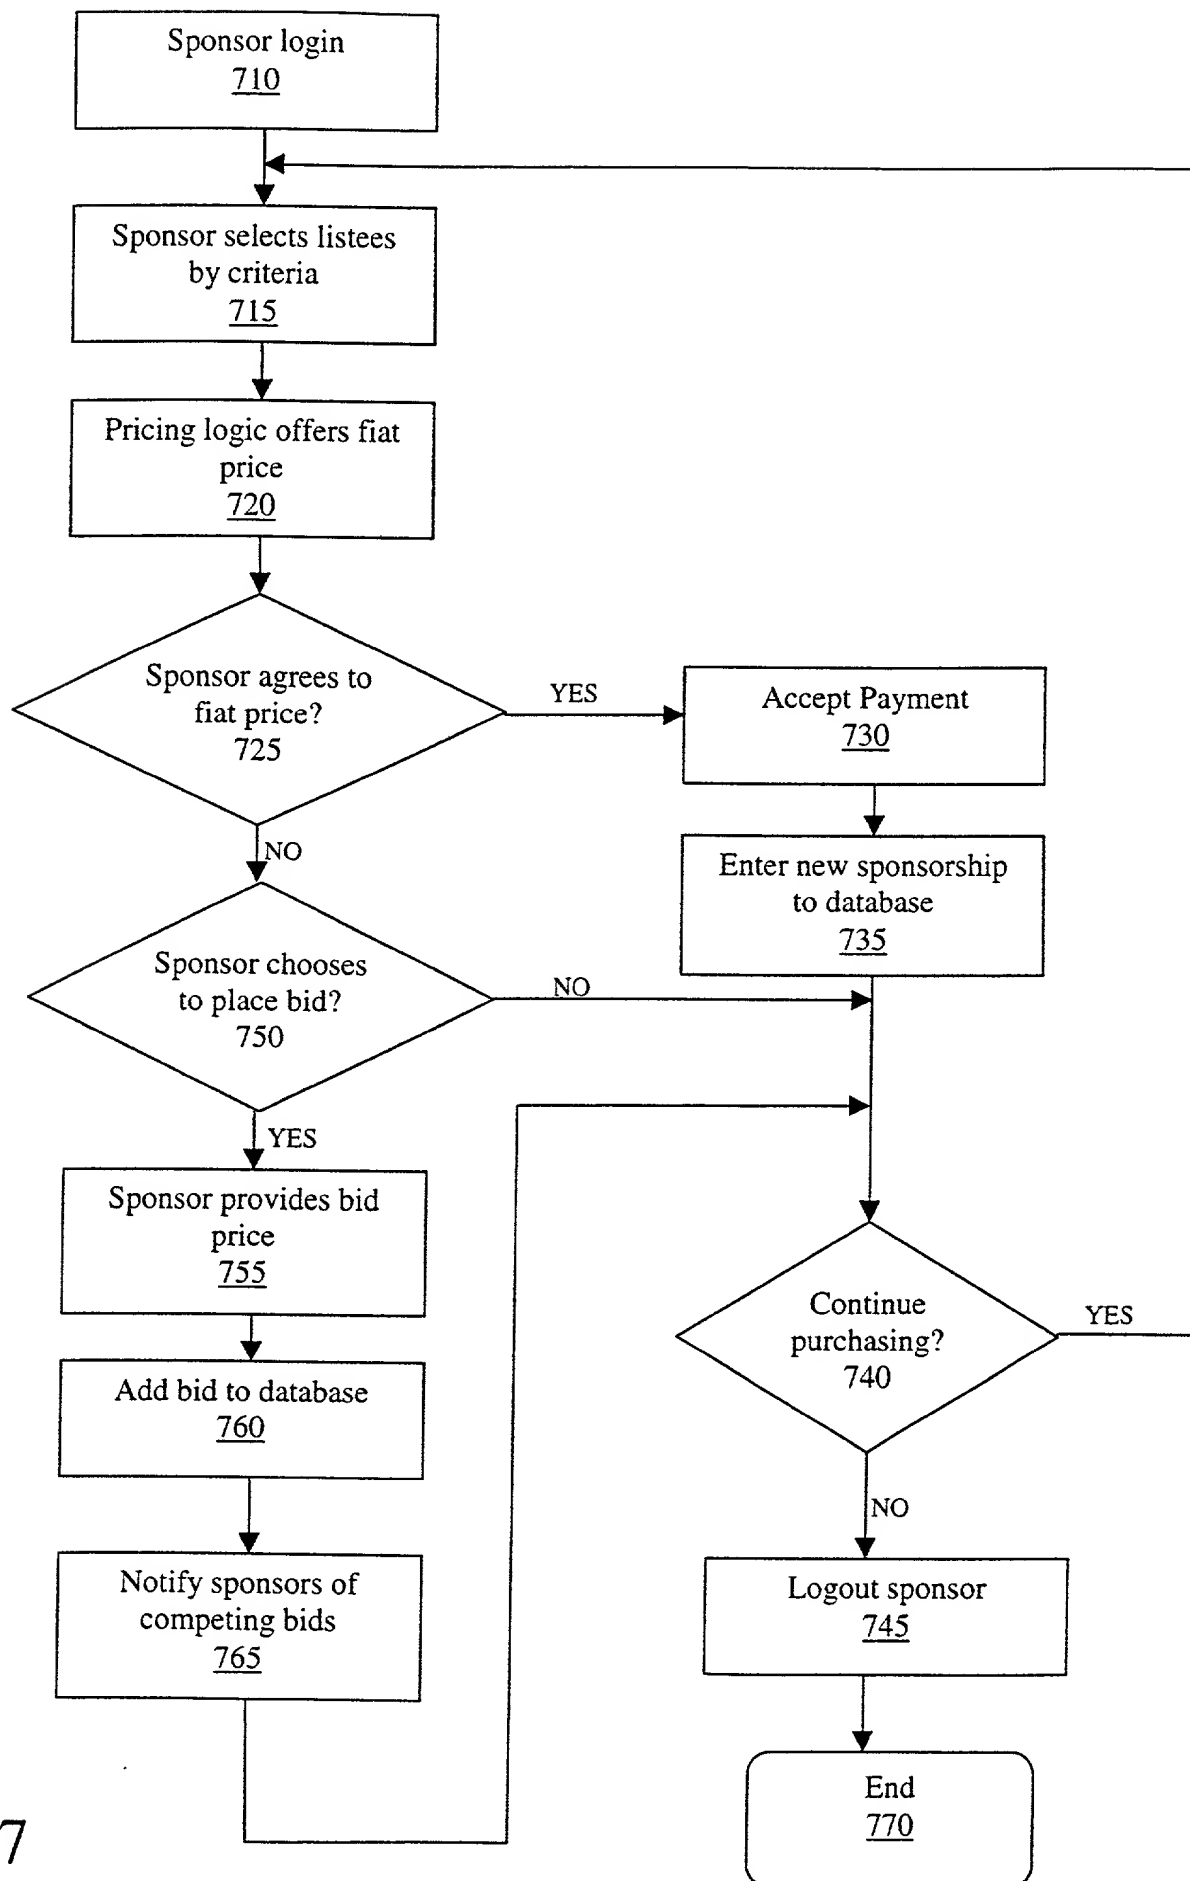 Sponsor login
710
Sponsor selects listees
by criteria
715
Pricing logic offers fiat
price
720
Sponsor agrees to
fiat price?
725
YES
Accept Payment
730
NO
Enter new sponsorship
to database
735
Sponsor chooses
to place bid?
750
NO
YES
Sponsor provides bid
price
755
Continue
purchasing?
740
YES
Add bid to database
760
NO
Notify sponsors of
competing bids
765
Logout sponsor
745
End
770
7